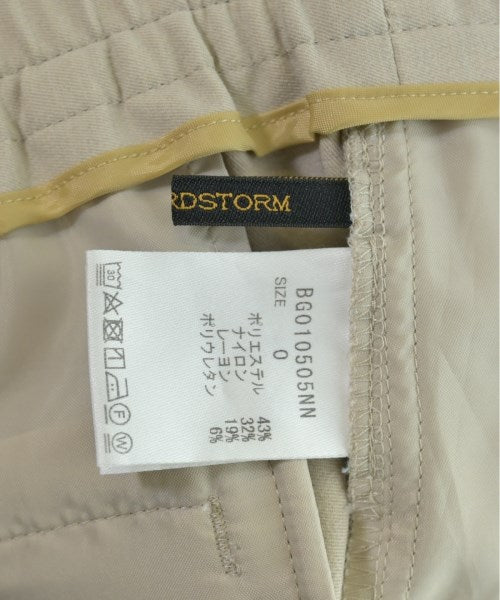 RDSTORM
BG010505NN
SIZE 0
ポリエステル 43%
ナイロン 32%
レーヨン 19%
ポリウレタン 6%
30
F
W